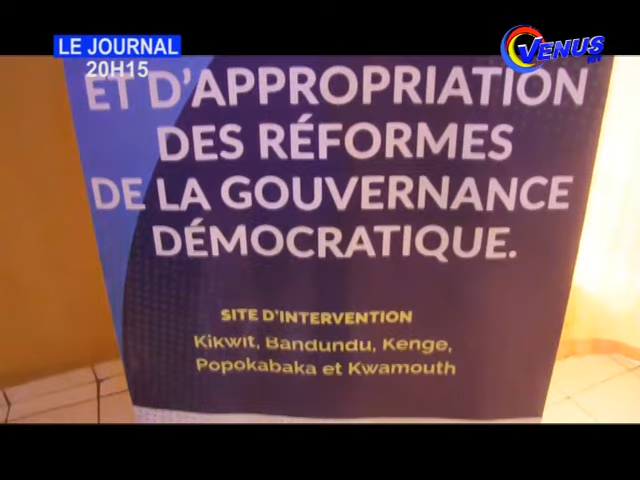 LE JOURNAL
20H15
VENUS
ET D'APPROPRIATION
DES RÉFORMES
DE LA GOUVERNANCE
DÉMOCRATIQUE.
SITE D'INTERVENTION
Kikwit, Bandundu, Kenge,
Popokabaka et Kwamouth